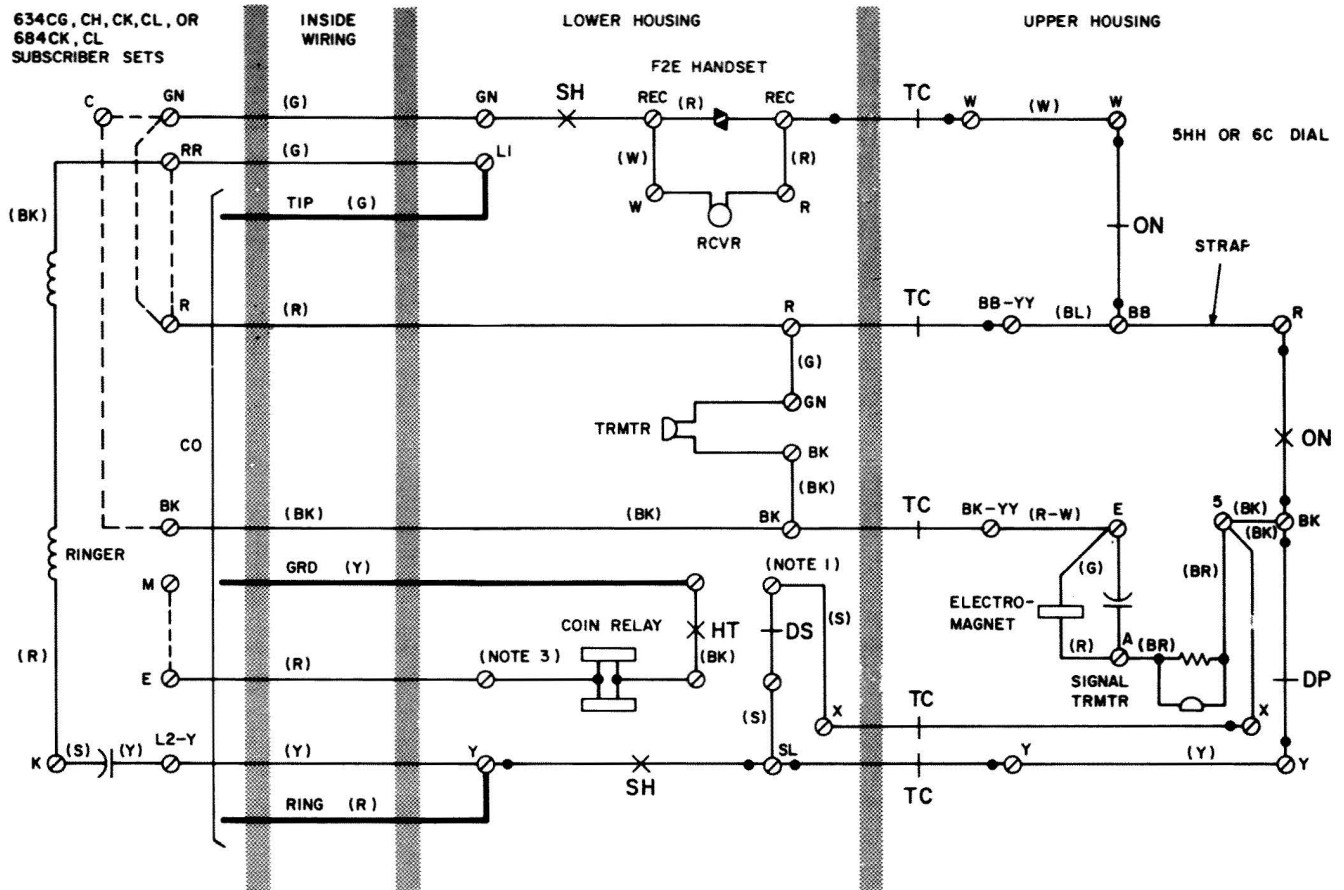 634CG, CH, CK, CL, OR
684CK, CL
SUBSCRIBER SETS
INSIDE
WIRING
LOWER HOUSING
UPPER HOUSING
F2E HANDSET
C
GN
(G)
GN
SH
REC
(R)
REC
TC
W
(W)
W
5HH OR 6C DIAL
RR
(G)
L1
(W)
(R)
TIP (G)
W
R
RCVR
(BK)
ON
STRAP
R
(R)
R
TC
BB-YY
(BL)
BB
R
(G)
GN
CO
TRMTR
BK
ON
(BK)
BK
(BK)
(BK)
BK
TC
BK-YY
(R-W)
E
5
(BK)
(BK)
BK
RINGER
M
GRD (Y)
(NOTE 1)
(G)
(BR)
ELECTRO-
MAGNET
COIN RELAY
HT
DS
(S)
(R)
E
(R)
(NOTE 3)
(BK)
(R)
A
(BR)
SIGNAL
TRMTR
DP
(S)
X
TC
X
K
(S)
(Y)
L2-Y
(Y)
Y
SH
SL
TC
Y
(Y)
Y
RING (R)